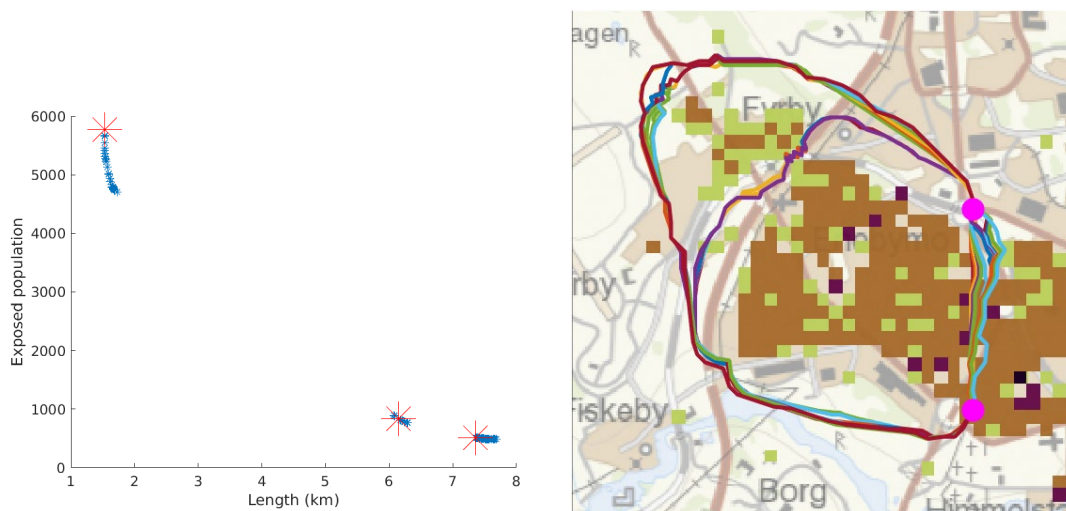 6000
5000
4000
3000
2000
1000
0
Exposed population
1 2 3 4 5 6 7 8
Length (km)
agen
Fyrby
rby
Fiskeby
Borg